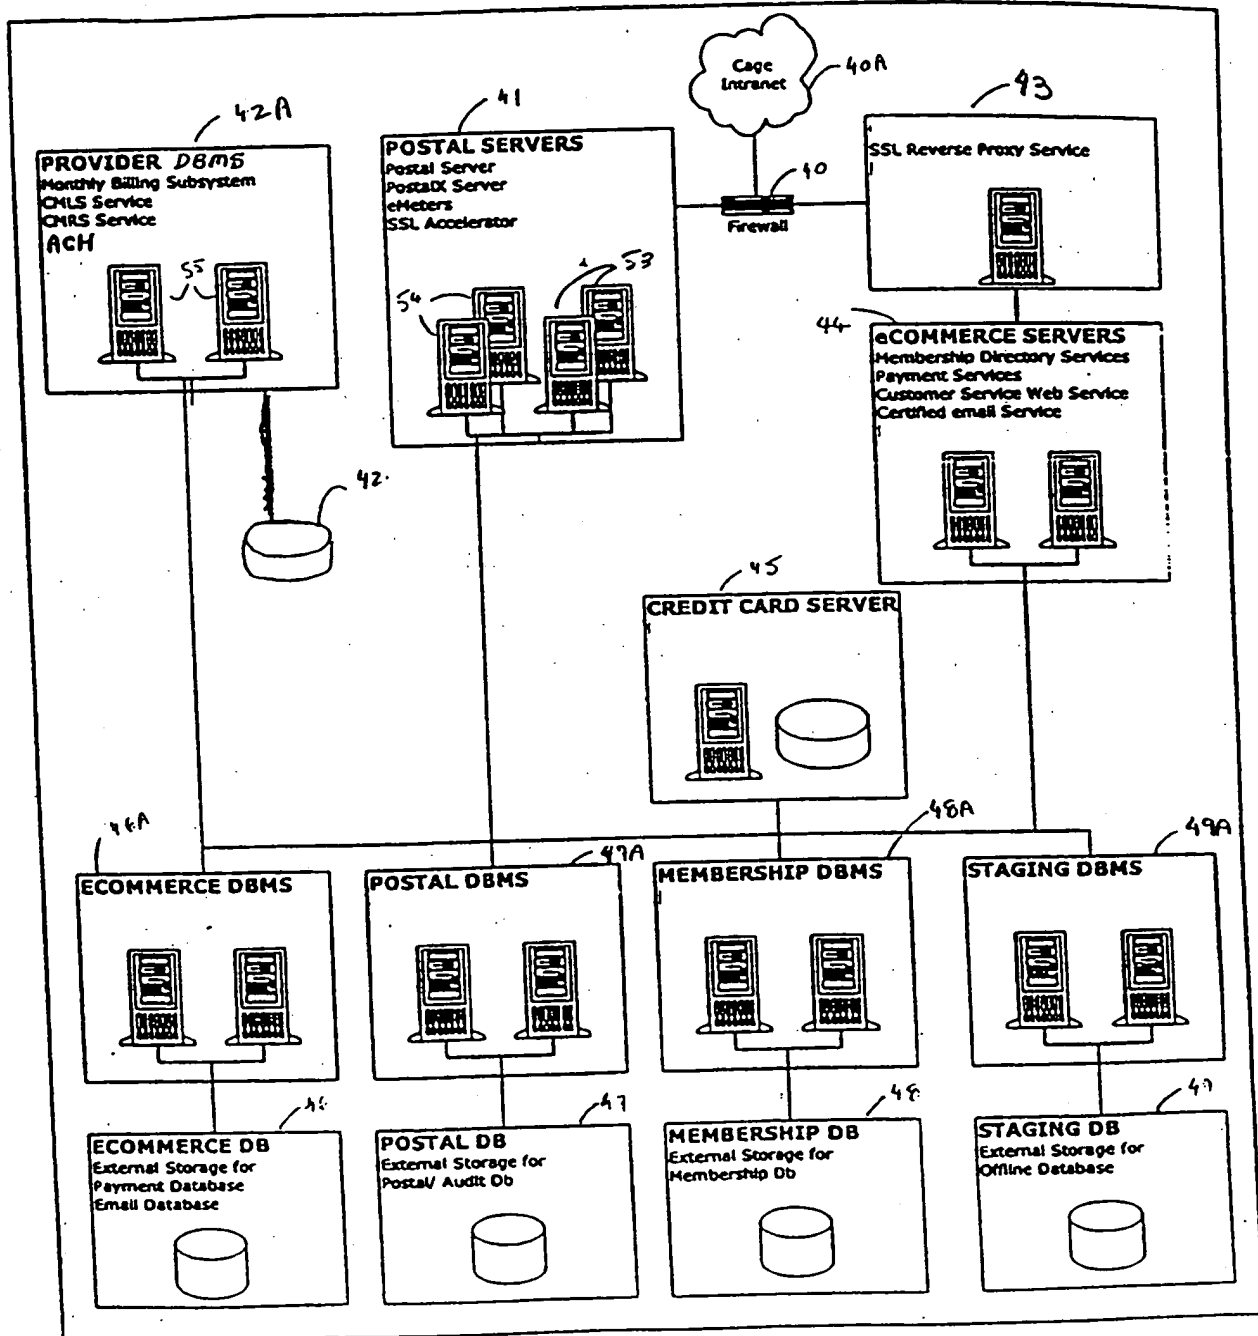 Cage
Intranet
40A
42A
41
43
PROVIDER DBMS
Monthly Billing Subsystem
CMLS Service
CMRS Service
ACH
55
POSTAL SERVERS
Postal Server
PostalX Server
eMeters
SSL Accelerator
54
53
40
Firewall
SSL Reverse Proxy Service
44
eCOMMERCE SERVERS
Membership Directory Services
Payment Services
Customer Service Web Service
Certified email Service
42
45
CREDIT CARD SERVER
47A
48A
49A
ECOMMERCE DBMS
POSTAL DBMS
MEMBERSHIP DBMS
STAGING DBMS
47
48
ECOMMERCE DB
External Storage for
Payment Database
Email Database
POSTAL DB
External Storage for
Postal/ Audit Db
MEMBERSHIP DB
External Storage for
Membership Db
STAGING DB
External Storage for
Offline Database